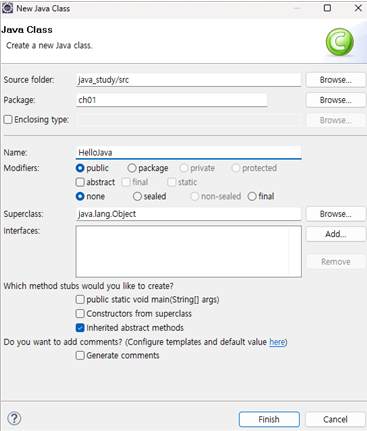 New Java Class
Java Class
Create a new Java class.
Source folder: java_study/src Browse...
Package: ch01 Browse...
Enclosing type: Browse...
Name: HelloJava
Modifiers: public package private protected
abstract final static
none sealed non-sealed final
Superclass: java.lang.Object Browse...
Interfaces: Add...
Remove
Which method stubs would you like to create?
public static void main(String[] args)
Constructors from superclass
Inherited abstract methods
Do you want to add comments? (Configure templates and default value here)
Generate comments
? Finish Cancel